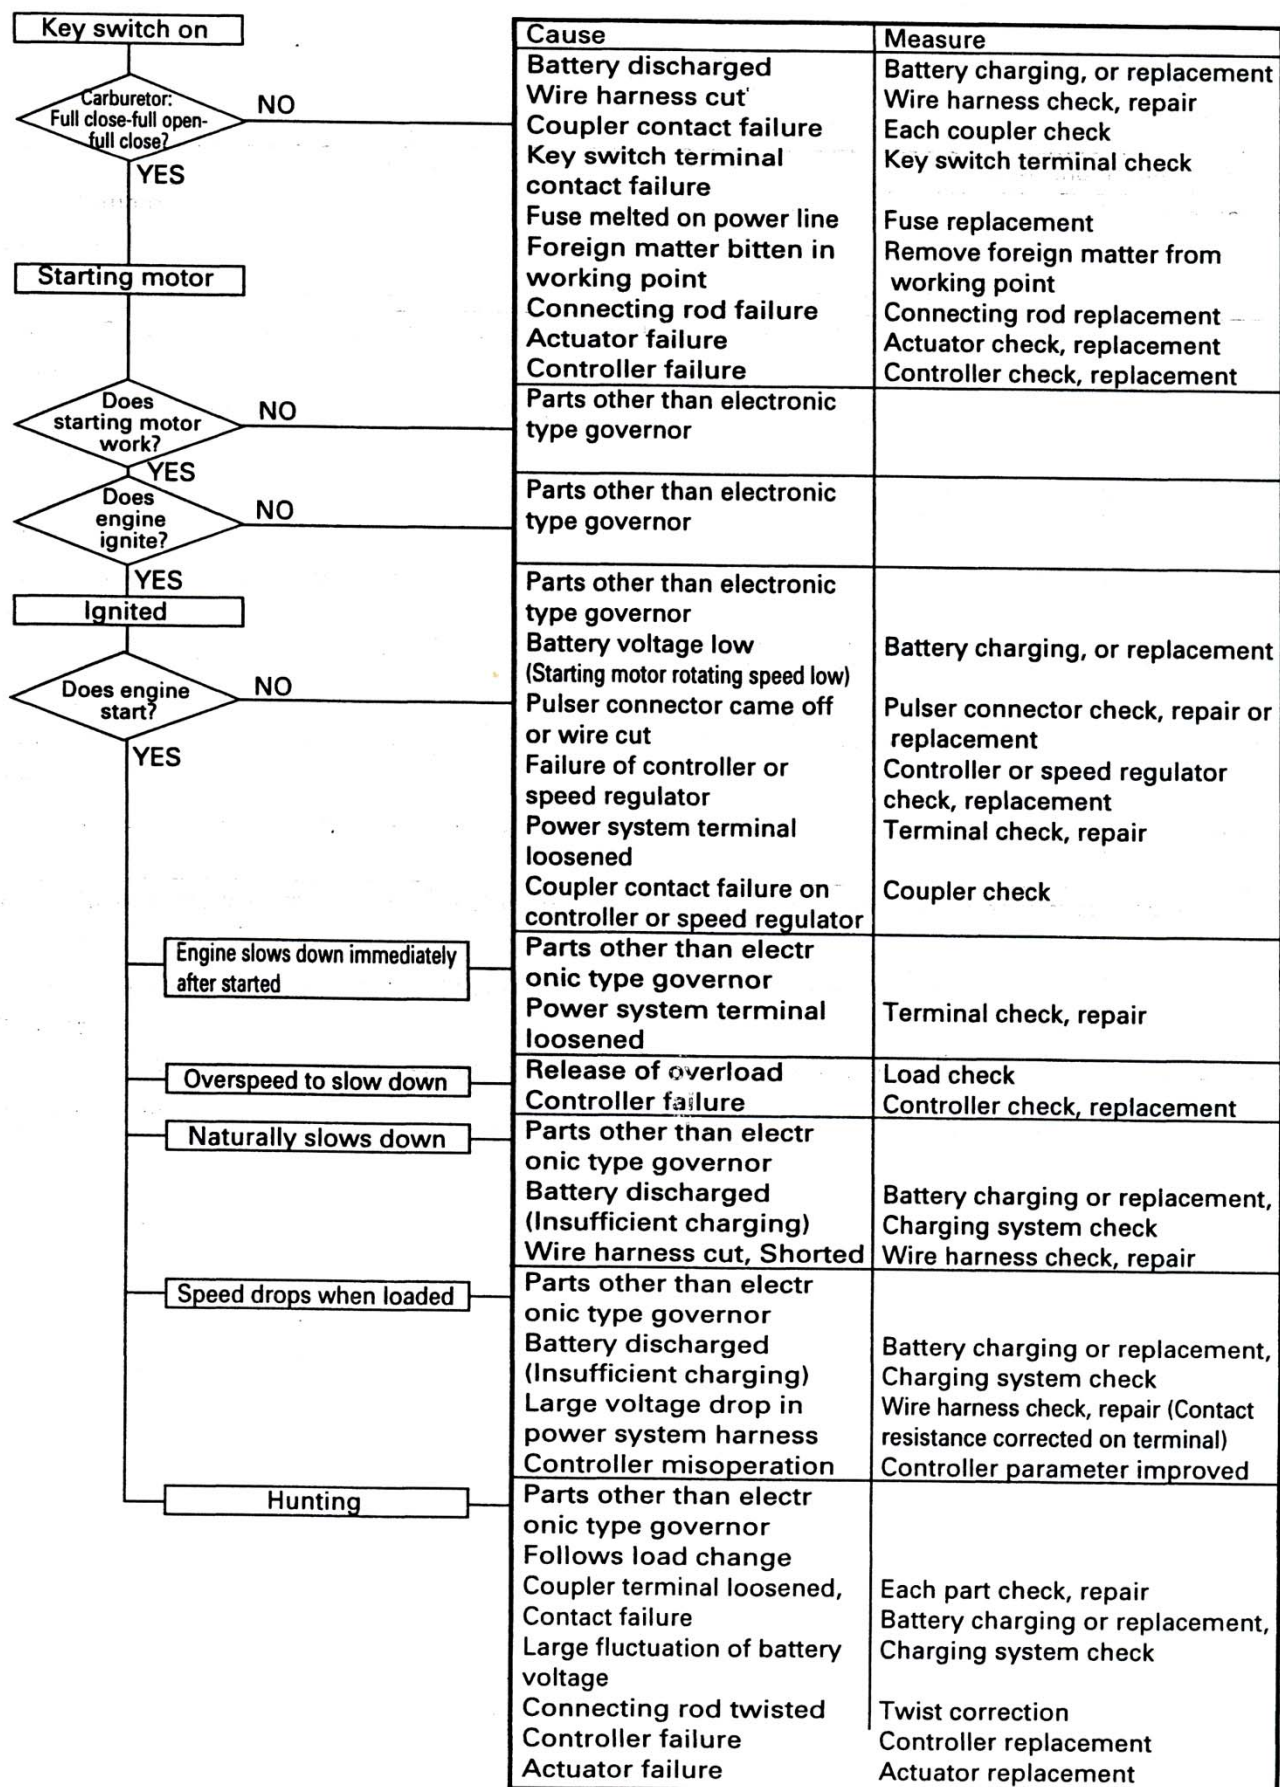 Key switch on
Carburetor:
Full close-full open-
full close?
NO
YES
Starting motor
Does
starting motor
work?
NO
YES
Does
engine
ignite?
NO
YES
Ignited
Does engine
start?
NO
YES
Engine slows down immediately
after started
Overspeed to slow down
Naturally slows down
Speed drops when loaded
Hunting
Cause Measure
Battery discharged Battery charging, or replacement
Wire harness cut Wire harness check, repair
Coupler contact failure Each coupler check
Key switch terminal Key switch terminal check
contact failure
Fuse melted on power line Fuse replacement
Foreign matter bitten in Remove foreign matter from
working point working point
Connecting rod failure Connecting rod replacement
Actuator failure Actuator check, replacement
Controller failure Controller check, replacement
Parts other than electronic
type governor
Parts other than electronic
type governor
Parts other than electronic
type governor
Battery voltage low Battery charging, or replacement
(Starting motor rotating speed low)
Pulser connector came off Pulser connector check, repair or
or wire cut replacement
Failure of controller or Controller or speed regulator
speed regulator check, replacement
Power system terminal Terminal check, repair
loosened
Coupler contact failure on Coupler check
controller or speed regulator
Parts other than electr
onic type governor
Power system terminal Terminal check, repair
loosened
Release of overload Load check
Controller failure Controller check, replacement
Parts other than electr
onic type governor
Battery discharged Battery charging or replacement,
(Insufficient charging) Charging system check
Wire harness cut, Shorted Wire harness check, repair
Parts other than electr
onic type governor
Battery discharged Battery charging or replacement,
(Insufficient charging) Charging system check
Large voltage drop in Wire harness check, repair (Contact
power system harness resistance corrected on terminal)
Controller misoperation Controller parameter improved
Parts other than electr
onic type governor
Follows load change
Coupler terminal loosened, Each part check, repair
Contact failure Battery charging or replacement,
Large fluctuation of battery Charging system check
voltage
Connecting rod twisted Twist correction
Controller failure Controller replacement
Actuator failure Actuator replacement